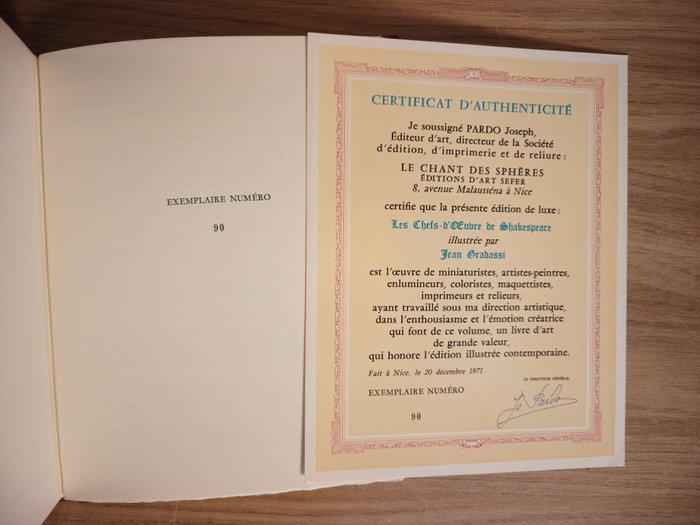 EXEMPLAIRE NUMÉRO
90
CERTIFICAT D'AUTHENTICITÉ
Je soussigné PARDO Joseph,
Éditeur d'art, directeur de la Société
d'édition, d'imprimerie et de reliure :
LE CHANT DES SPHÈRES
ÉDITIONS D'ART SEFER
8, avenue Malausséna à Nice
certifie que la présente édition de luxe :
Les Chefs-d'Œuvre de Shakespeare
illustrée par
Jean Gradassi
est l'œuvre de miniaturistes, artistes-peintres,
enlumineurs, coloristes, maquettistes,
imprimeurs et relieurs,
ayant travaillé sous ma direction artistique,
dans l'enthousiasme et l'émotion créatrice
qui font de ce volume, un livre d'art
de grande valeur,
qui honore l'édition illustrée contemporaine.
Fait à Nice, le 20 décembre 1971
LE DIRECTEUR GÉNÉRAL
EXEMPLAIRE NUMÉRO
90
Jo Pardo